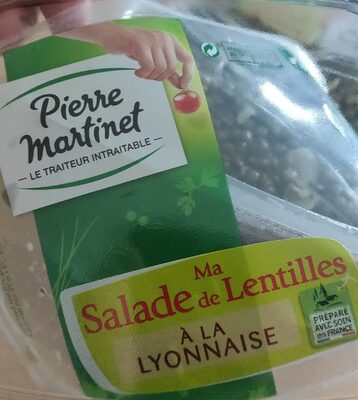 Pierre
martinet
- LE TRAITEUR INTRAITABLE -
Ma
Salade de Lentilles
À LA
LYONNAISE
PRÉPARÉ
AVEC SOIN
en FRANCE